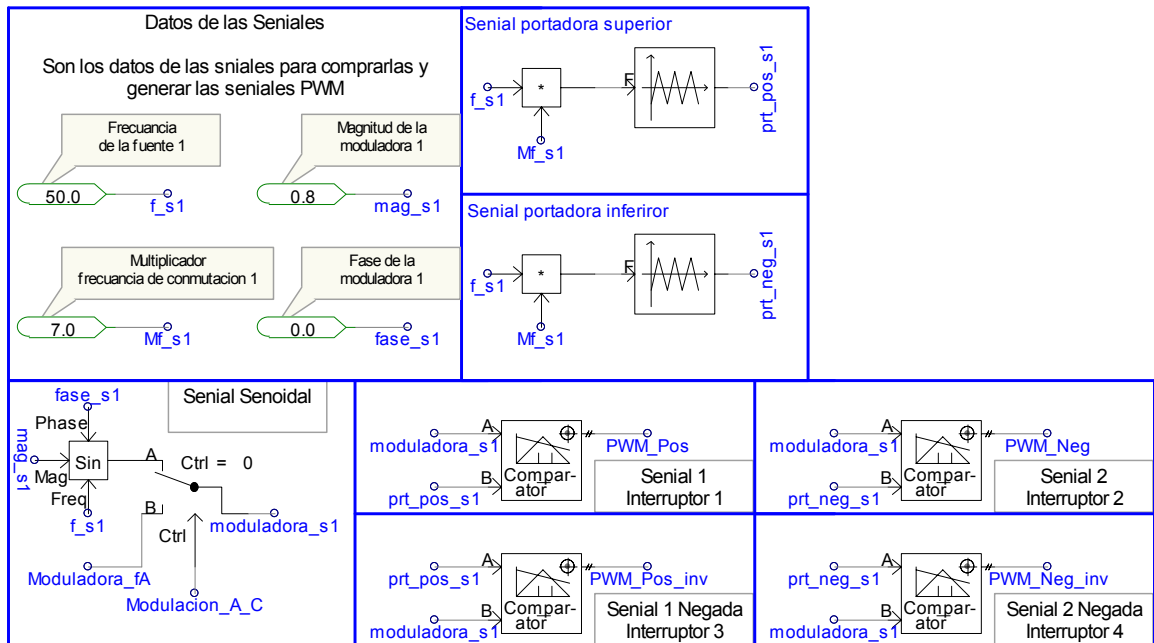 Datos de las Seniales
Son los datos de las sniales para comprarlas y
generar las seniales PWM
Frecuancia
de la fuente 1
50.0
f_s1
Magnitud de la
moduladora 1
0.8
mag_s1
Multiplicador
frecuancia de conmutacion 1
7.0
Mf_s1
Fase de la
moduladora 1
0.0
fase_s1
Senial portadora superior
f_s1
*
Mf_s1
F
prt_pos_s1
Senial portadora inferiror
f_s1
*
Mf_s1
F
prt_neg_s1
Senial Senoidal
fase_s1
Phase
mag_s1
Mag
Sin
Freq
f_s1
A
Ctrl = 0
B
Ctrl
moduladora_s1
Moduladora_fA
Modulacion_A_C
moduladora_s1
A
B
prt_pos_s1
Compar-
ator
PWM_Pos
Senial 1
Interruptor 1
moduladora_s1
A
B
prt_neg_s1
Compar-
ator
PWM_Neg
Senial 2
Interruptor 2
prt_pos_s1
A
B
moduladora_s1
Compar-
ator
PWM_Pos_inv
Senial 1 Negada
Interruptor 3
prt_neg_s1
A
B
moduladora_s1
Compar-
ator
PWM_Neg_inv
Senial 2 Negada
Interruptor 4